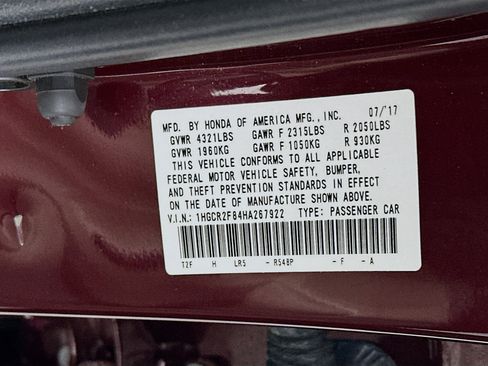 MFD. BY HONDA OF AMERICA MFG., INC. 07/'17
GVWR 4321LBS GAWR F 2315LBS R 2050LBS
GVWR 1960KG GAWR F 1050KG R 930KG
THIS VEHICLE CONFORMS TO ALL APPLICABLE
FEDERAL MOTOR VEHICLE SAFETY, BUMPER,
AND THEFT PREVENTION STANDARDS IN EFFECT
ON THE DATE OF MANUFACTURE SHOWN ABOVE.
V.I.N.: 1HGCR2F84HA267922 TYPE: PASSENGER CAR
T2F H LR5 - R548P - F - A